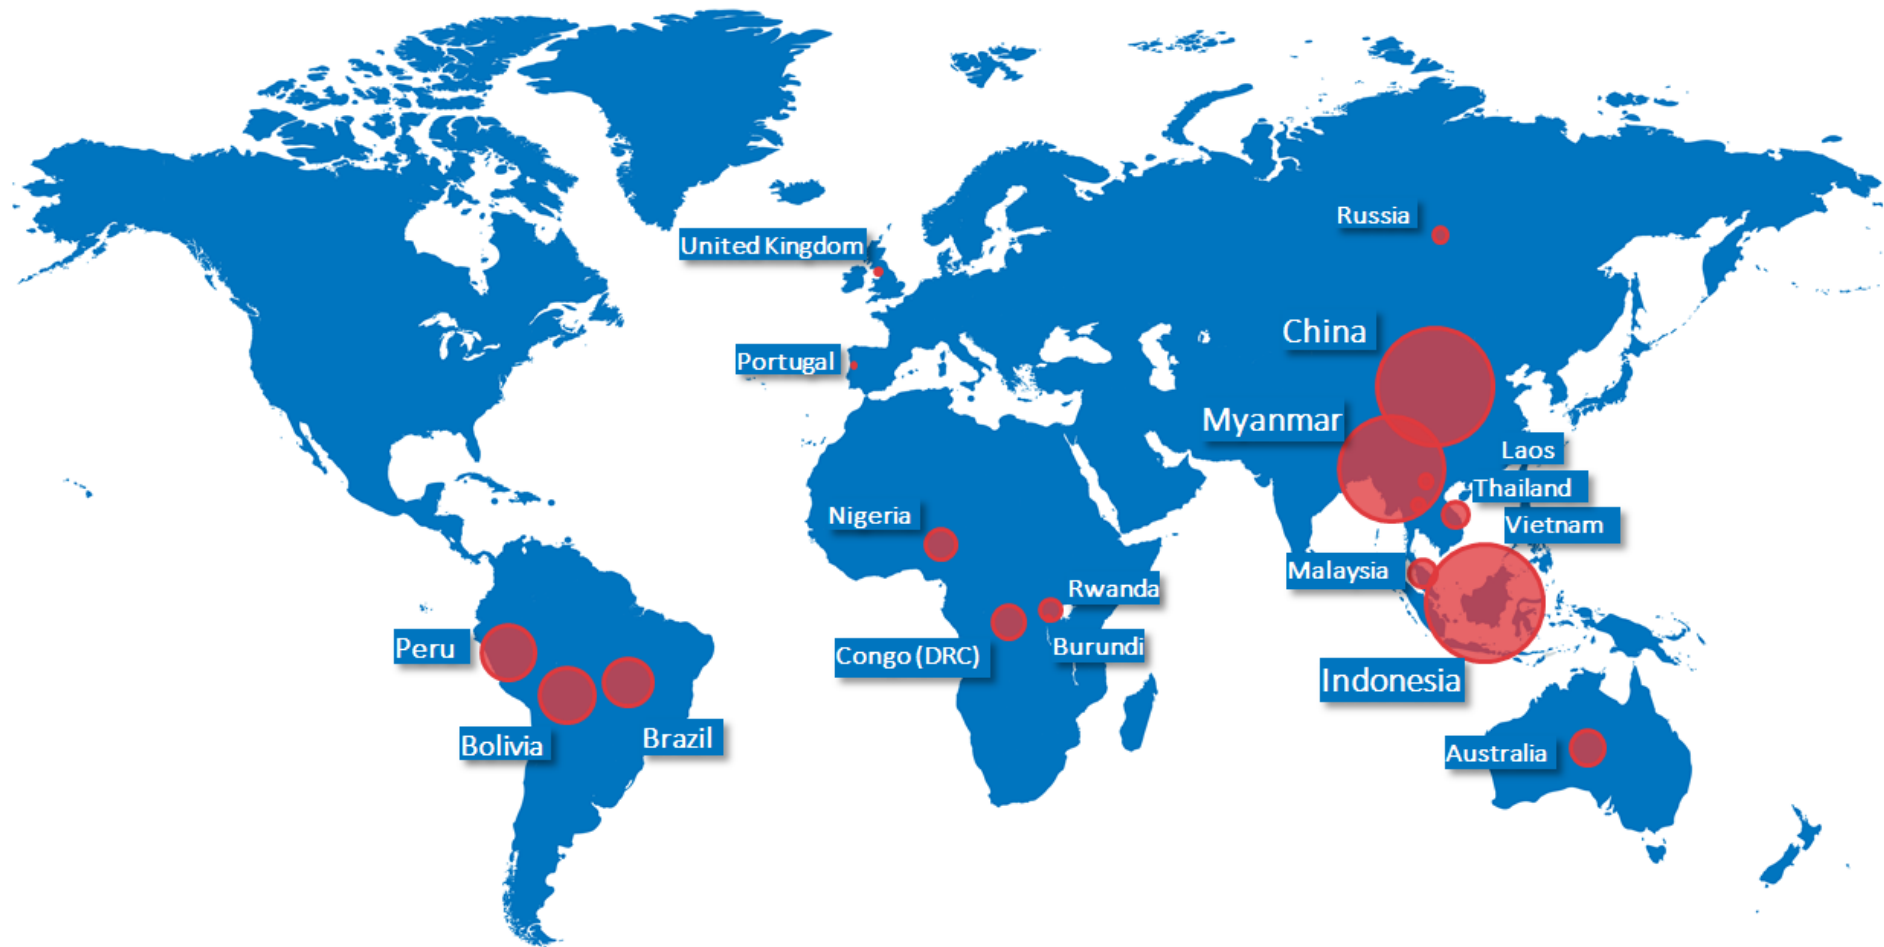 Russia
United Kingdom
China
Portugal
Myanmar
Laos
Thailand
Nigeria
Vietnam
Malaysia
Rwanda
Peru
Burundi
Congo (DRC)
Indonesia
Brazil
Bolivia
Australia